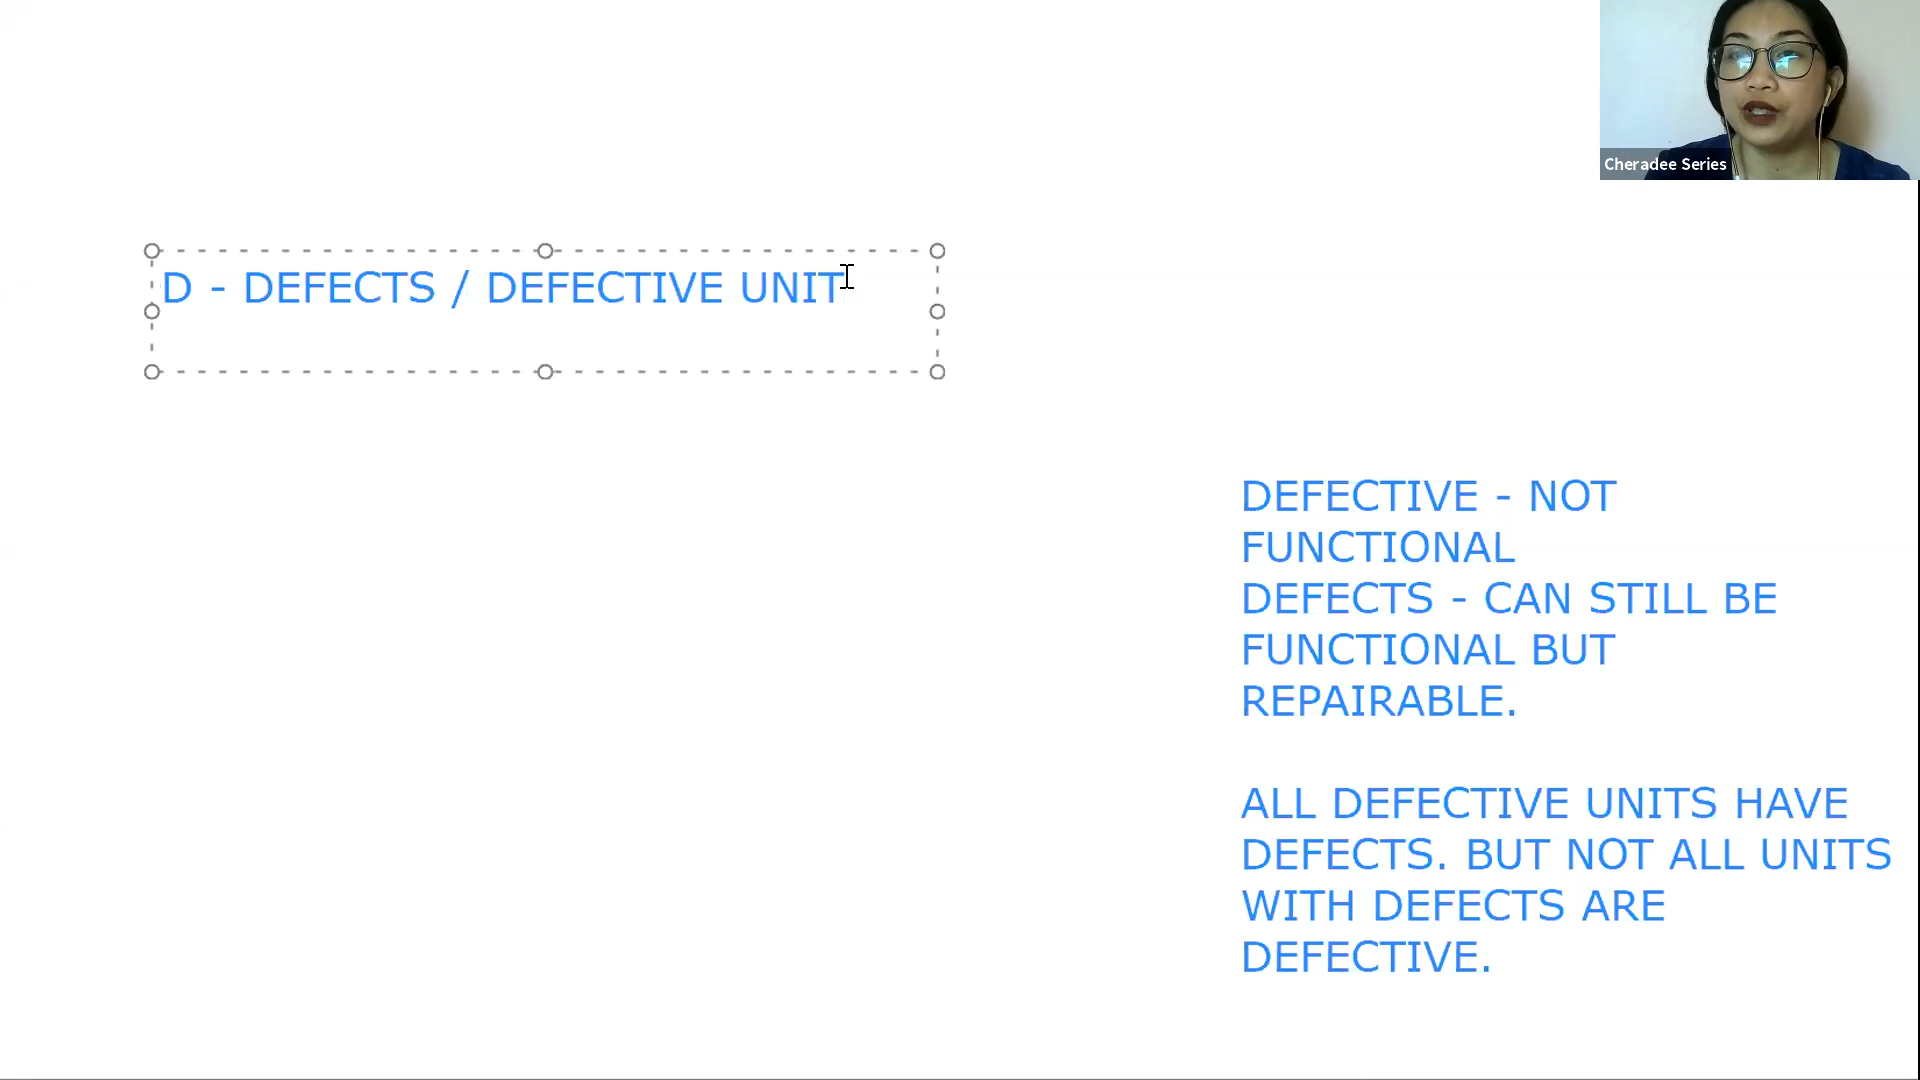 Cheradee Series
D - DEFECTS / DEFECTIVE UNIT
DEFECTIVE - NOT
FUNCTIONAL
DEFECTS - CAN STILL BE
FUNCTIONAL BUT
REPAIRABLE.
ALL DEFECTIVE UNITS HAVE
DEFECTS. BUT NOT ALL UNITS
WITH DEFECTS ARE
DEFECTIVE.